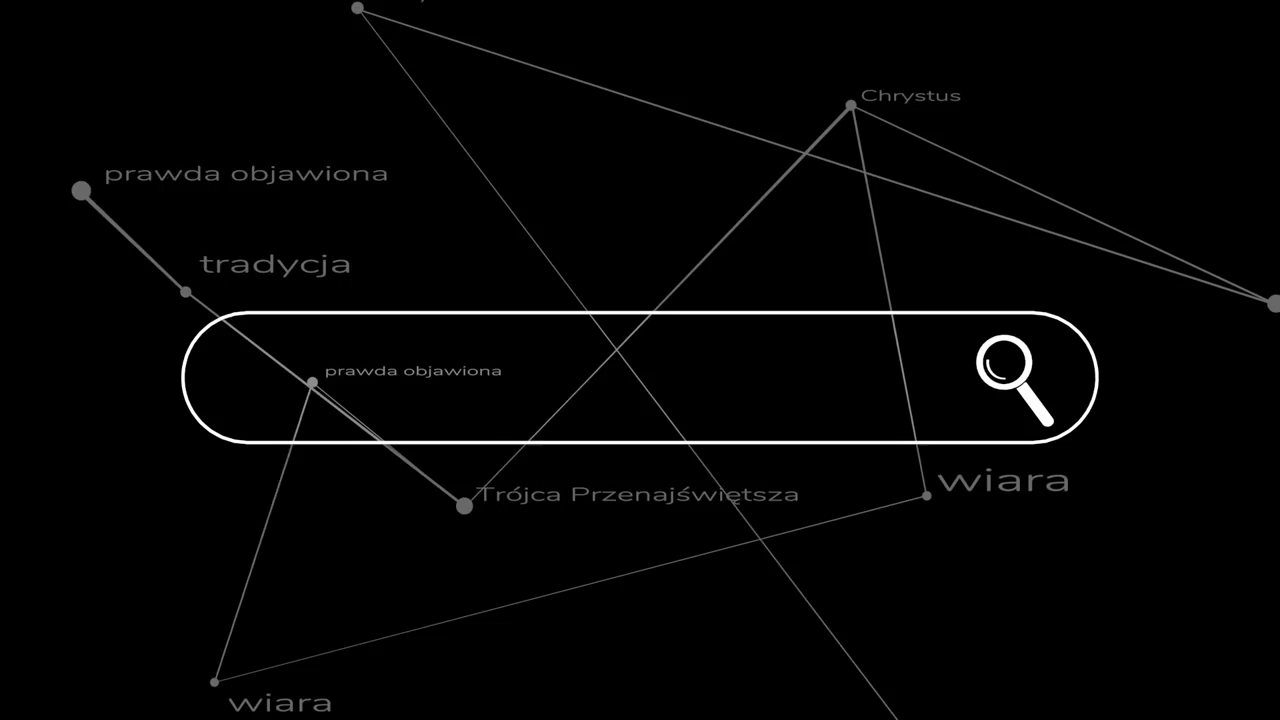 Chrystus
prawda objawiona
tradycja
prawda objawiona
wiara
Trójca Przenajświętsza
wiara